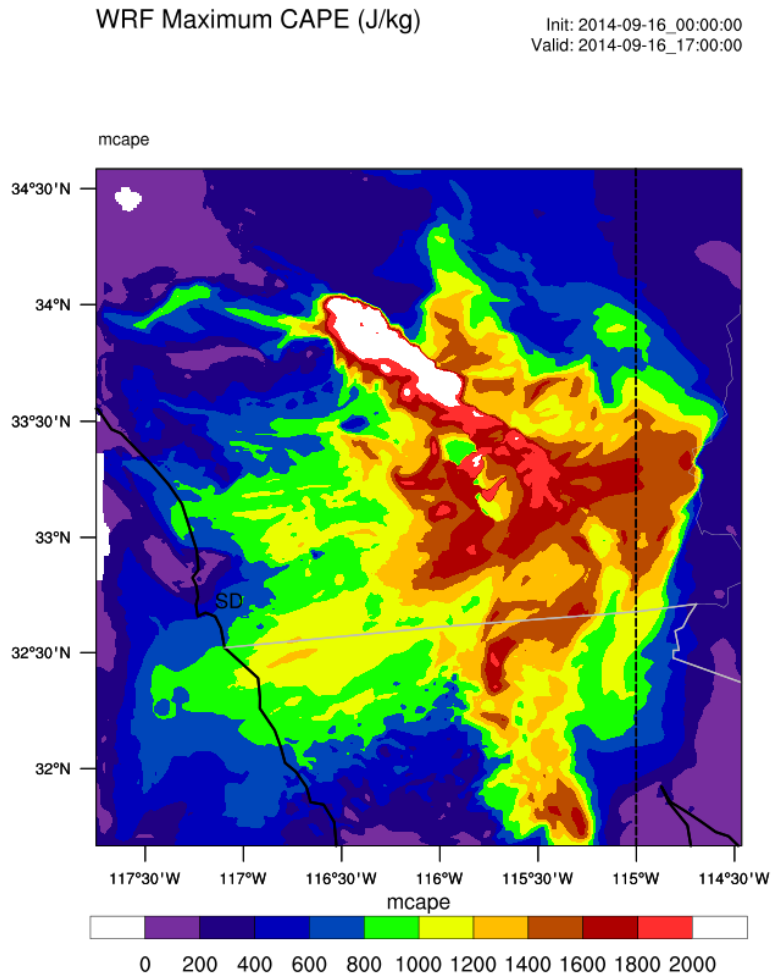 WRF Maximum CAPE (J/kg)
Init: 2014-09-16_00:00:00
Valid: 2014-09-16_17:00:00
mcape
34°30'N
34°N
33°30'N
33°N
SD
32°30'N
32°N
117°30'W 117°W 116°30'W 116°W 115°30'W 115°W 114°30'W
mcape
0 200 400 600 800 1000 1200 1400 1600 1800 2000